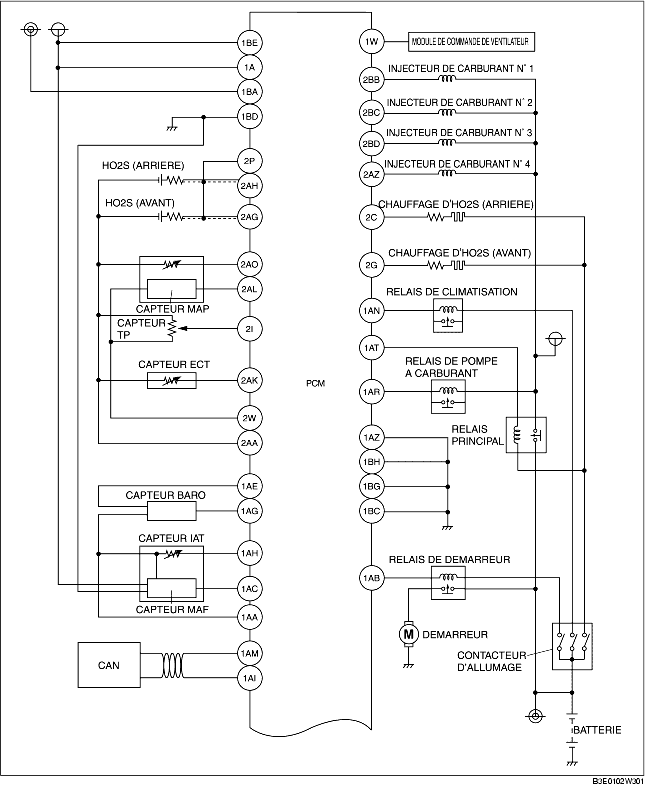 1BE
1A
1BA
1BD
HO2S (ARRIERE)
2P
2AH
HO2S (AVANT)
2AG
2AO
2AL
CAPTEUR MAP
CAPTEUR
TP
2I
CAPTEUR ECT
2AK
2W
2AA
1AE
CAPTEUR BARO
1AG
CAPTEUR IAT
1AH
1AC
CAPTEUR MAF
1AA
CAN
1AM
1AI
PCM
1W
MODULE DE COMMANDE DE VENTILATEUR
INJECTEUR DE CARBURANT N° 1
2BB
INJECTEUR DE CARBURANT N° 2
2BC
INJECTEUR DE CARBURANT N° 3
2BD
INJECTEUR DE CARBURANT N° 4
2AZ
CHAUFFAGE D'HO2S (ARRIERE)
2C
CHAUFFAGE D'HO2S (AVANT)
2G
RELAIS DE CLIMATISATION
1AN
1AT
RELAIS DE POMPE
A CARBURANT
1AR
RELAIS
PRINCIPAL
1AZ
1BH
1BG
1BC
RELAIS DE DEMARREUR
1AB
M
DEMARREUR
CONTACTEUR
D'ALLUMAGE
BATTERIE
B3E0102W301